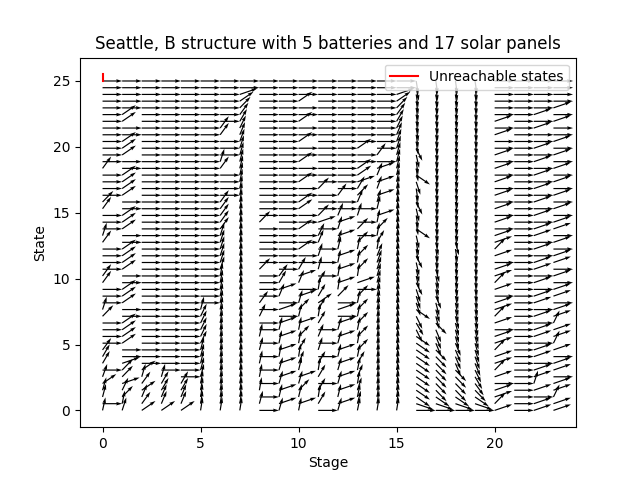 Seattle, B structure with 5 batteries and 17 solar panels
Unreachable states
25
20
15
10
5
0
State
0 5 10 15 20
Stage